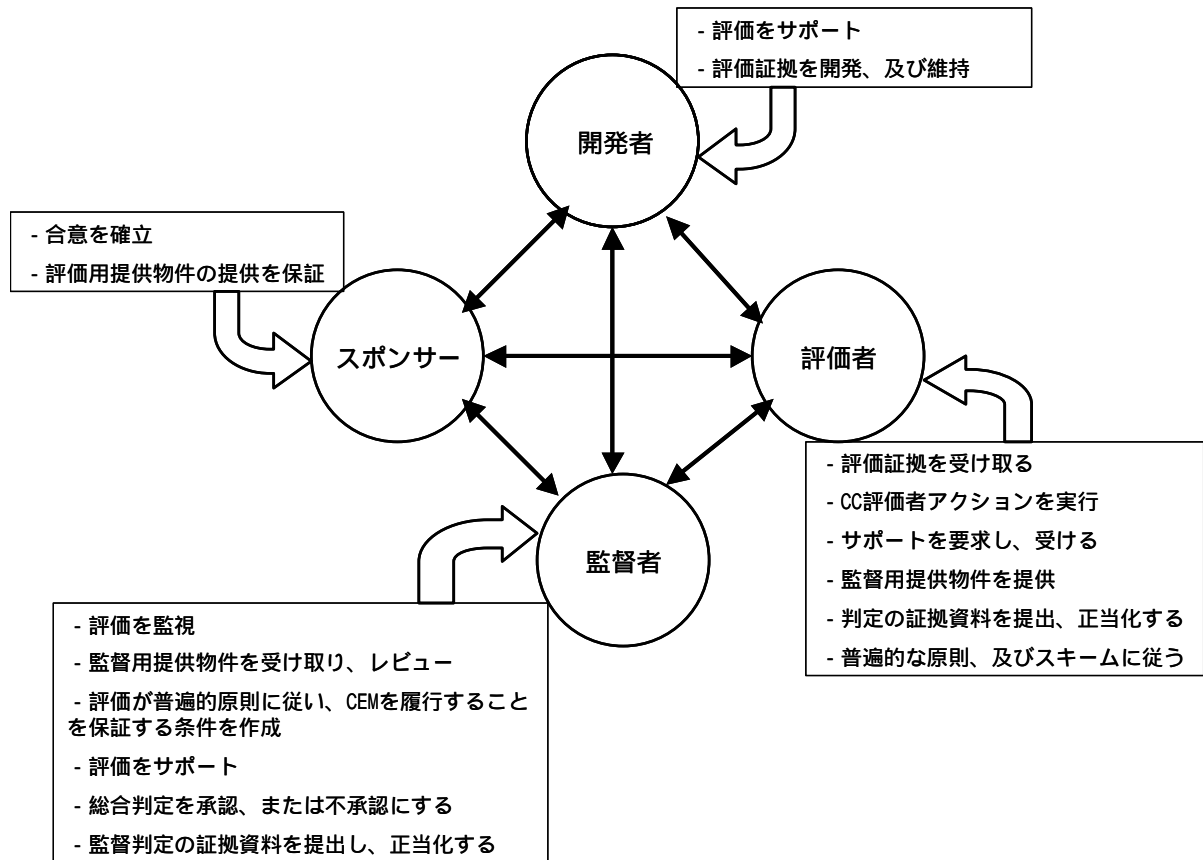 - 評価をサポート
- 評価証拠を開発、及び維持
開発者
- 合意を確立
- 評価用提供物件の提供を保証
スポンサー
評価者
- 評価証拠を受け取る
- CC評価者アクションを実行
- サポートを要求し、受ける
- 監督用提供物件を提供
- 判定の証拠資料を提出、正当化する
- 普遍的な原則、及びスキームに従う
監督者
- 評価を監視
- 監督用提供物件を受け取り、レビュー
- 評価が普遍的原則に従い、CEMを履行すること
を保証する条件を作成
- 評価をサポート
- 総合判定を承認、または不承認にする
- 監督判定の証拠資料を提出し、正当化する